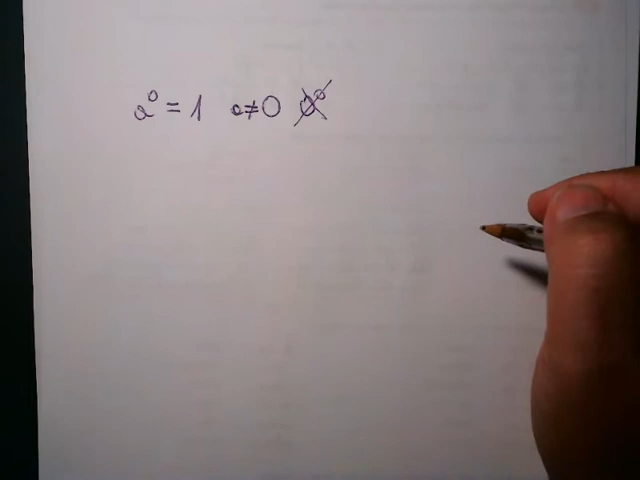 a⁰ = 1 a≠0 0⁰